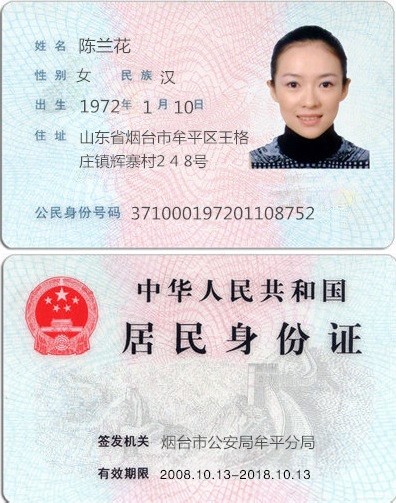 姓名 陈兰花
性别 女 民族 汉
出生 1972年 1月 10日
住址 山东省烟台市牟平区王格
庄镇辉寨村248号
公民身份号码 371000197201108752
中华人民共和国
居民身份证
签发机关 烟台市公安局牟平分局
有效期限 2008.10.13-2018.10.13